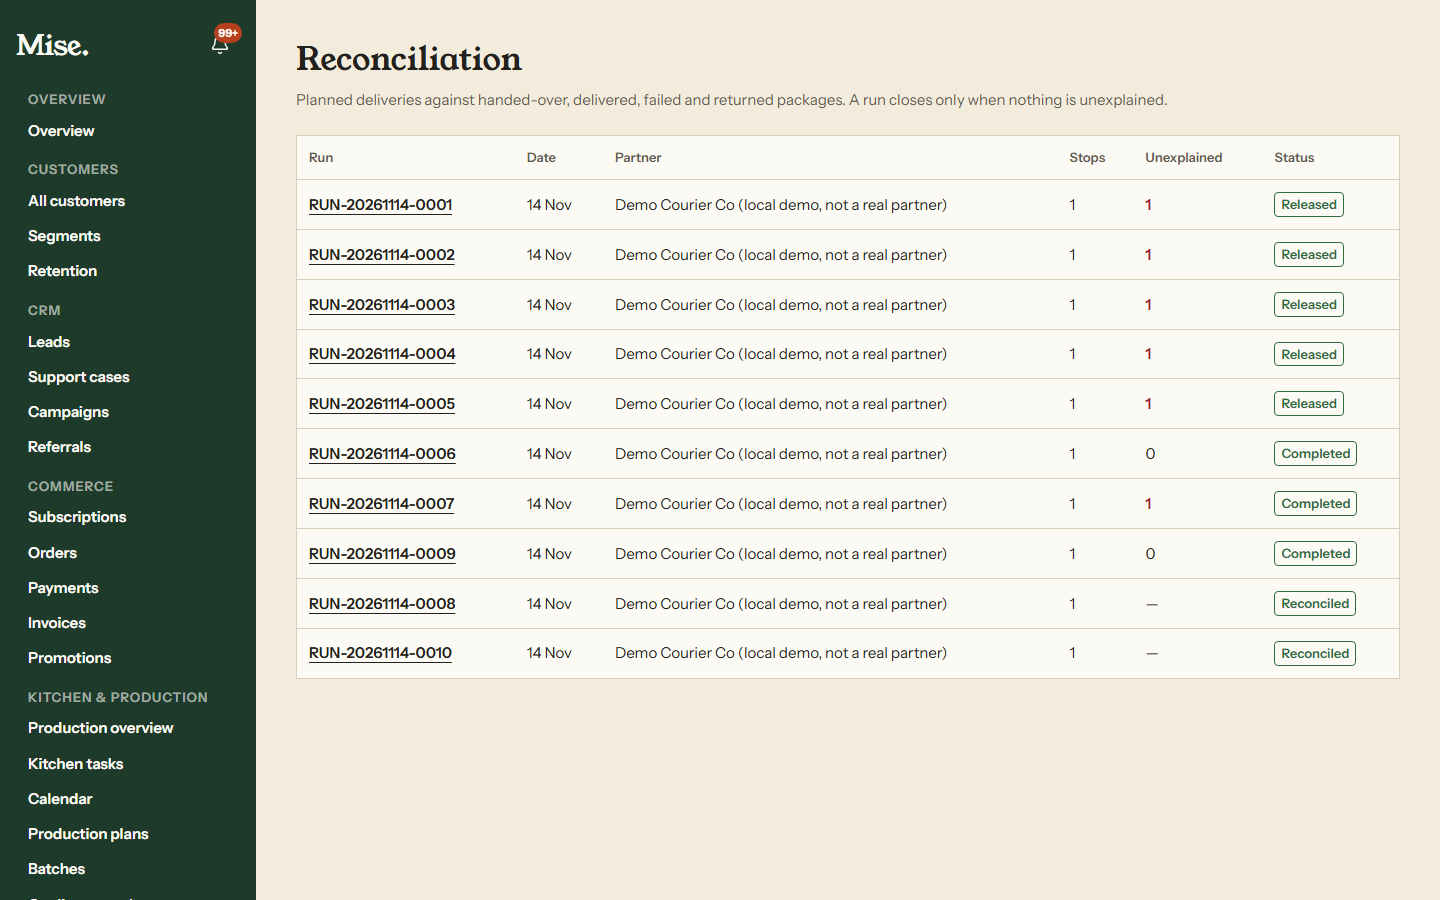 Mise.
99+
OVERVIEW
Overview
CUSTOMERS
All customers
Segments
Retention
CRM
Leads
Support cases
Campaigns
Referrals
COMMERCE
Subscriptions
Orders
Payments
Invoices
Promotions
KITCHEN & PRODUCTION
Production overview
Kitchen tasks
Calendar
Production plans
Batches
Reconciliation
Planned deliveries against handed-over, delivered, failed and returned packages. A run closes only when nothing is unexplained.
Run Date Partner Stops Unexplained Status
RUN-20261114-0001 14 Nov Demo Courier Co (local demo, not a real partner) 1 1 Released
RUN-20261114-0002 14 Nov Demo Courier Co (local demo, not a real partner) 1 1 Released
RUN-20261114-0003 14 Nov Demo Courier Co (local demo, not a real partner) 1 1 Released
RUN-20261114-0004 14 Nov Demo Courier Co (local demo, not a real partner) 1 1 Released
RUN-20261114-0005 14 Nov Demo Courier Co (local demo, not a real partner) 1 1 Released
RUN-20261114-0006 14 Nov Demo Courier Co (local demo, not a real partner) 1 0 Completed
RUN-20261114-0007 14 Nov Demo Courier Co (local demo, not a real partner) 1 1 Completed
RUN-20261114-0009 14 Nov Demo Courier Co (local demo, not a real partner) 1 0 Completed
RUN-20261114-0008 14 Nov Demo Courier Co (local demo, not a real partner) 1 — Reconciled
RUN-20261114-0010 14 Nov Demo Courier Co (local demo, not a real partner) 1 — Reconciled